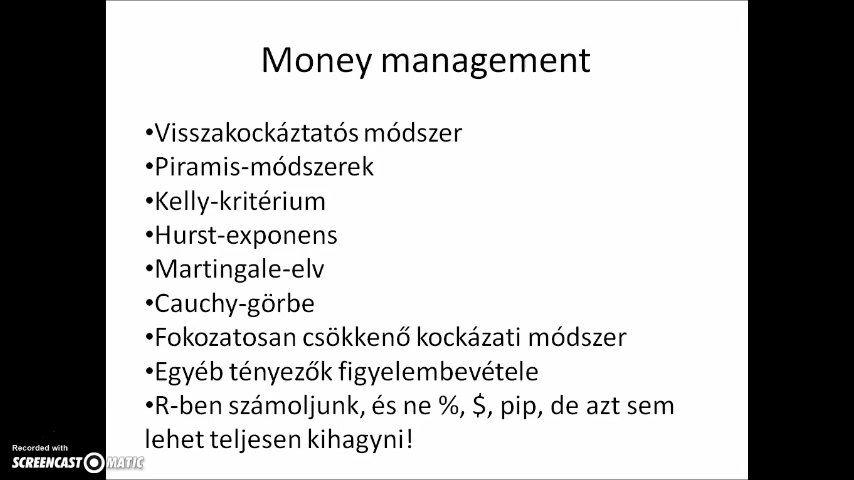 Money management
•Visszakockáztatós módszer
•Piramis-módszerek
•Kelly-kritérium
•Hurst-exponens
•Martingale-elv
•Cauchy-görbe
•Fokozatosan csökkenő kockázati módszer
•Egyéb tényezők figyelembevétele
•R-ben számoljunk, és ne %, $, pip, de azt sem
lehet teljesen kihagyni!
Recorded with
SCREENCAST MATIC